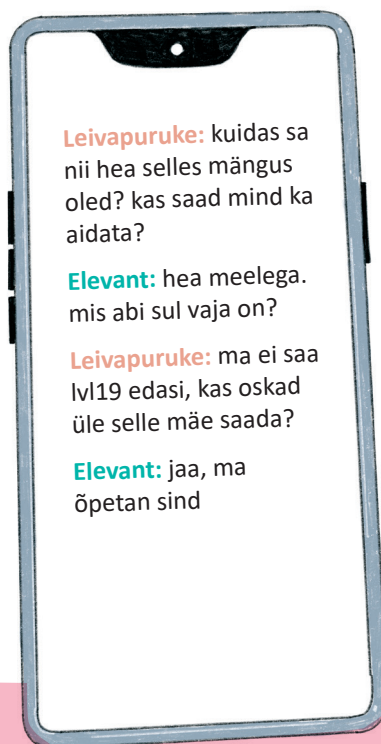 Leivapuruke: kuidas sa
nii hea selles mängus
oled? kas saad mind ka
aidata?
Elevant: hea meelega.
mis abi sul vaja on?
Leivapuruke: ma ei saa
lvl19 edasi, kas oskad
üle selle mäe saada?
Elevant: jaa, ma
õpetan sind